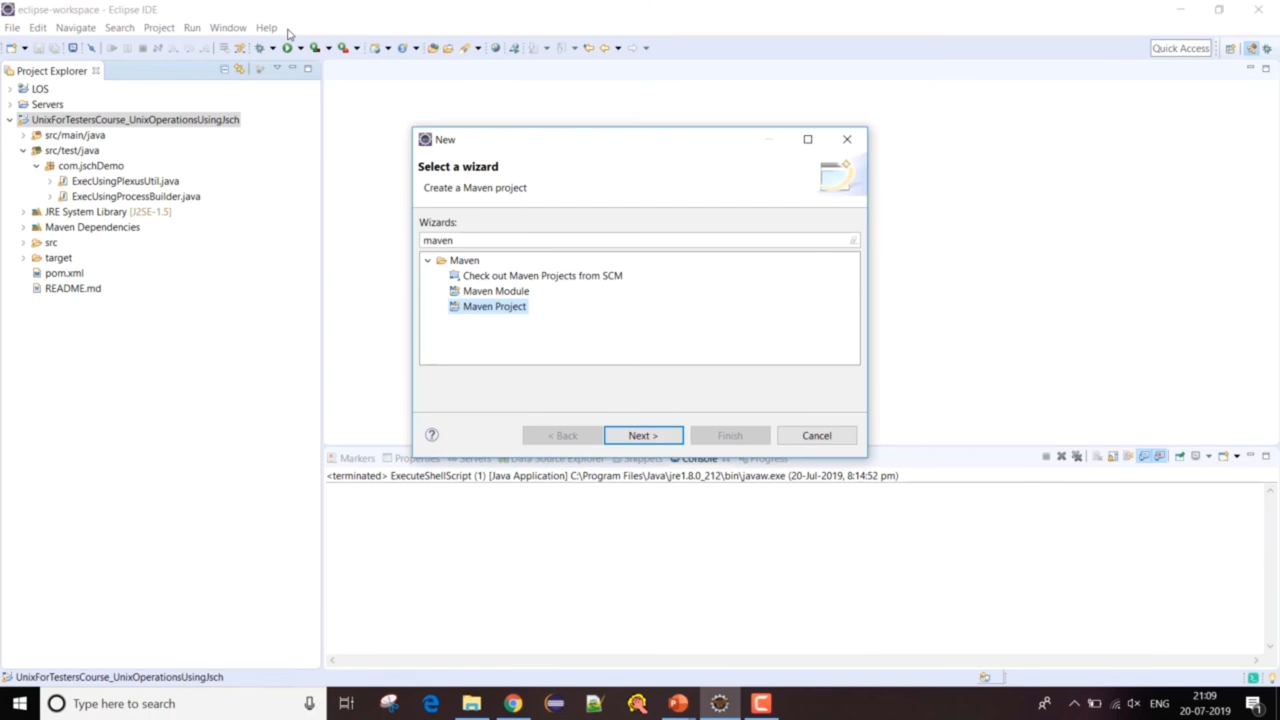 eclipse-workspace - Eclipse IDE
File Edit Navigate Search Project Run Window Help
Quick Access
Project Explorer
LOS
Servers
UnixForTestersCourse_UnixOperationsUsingJsch
src/main/java
src/test/java
com.jschDemo
ExecUsingPlexusUtil.java
ExecUsingProcessBuilder.java
JRE System Library [J2SE-1.5]
Maven Dependencies
src
target
pom.xml
README.md
New
Select a wizard
Create a Maven project
Wizards:
maven
Maven
Check out Maven Projects from SCM
Maven Module
Maven Project
< Back Next > Finish Cancel
Markers Properties Servers Data Source Explorer Snippets Console Progress
<terminated> ExecuteShellScript (1) [Java Application] C:\Program Files\Java\jre1.8.0_212\bin\javaw.exe (20-Jul-2019, 8:14:52 pm)
UnixForTestersCourse_UnixOperationsUsingJsch
Type here to search
ENG
21:09
20-07-2019
1